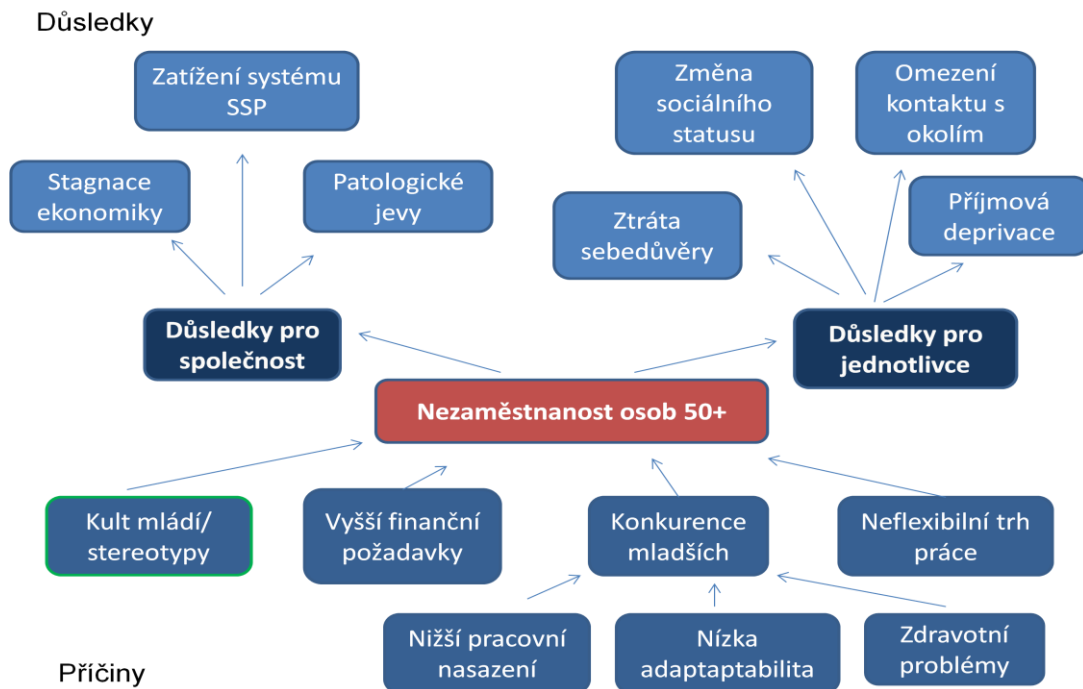 Důsledky
Zatížení systému
SSP
Změna
sociálního
statusu
Omezení
kontaktu s
okolím
Stagnace
ekonomiky
Patologické
jevy
Ztráta
sebedůvěry
Příjmová
deprivace
Důsledky pro
společnost
Důsledky pro
jednotlivce
Nezaměstnanost osob 50+
Kult mládí/
stereotypy
Vyšší finanční
požadavky
Konkurence
mladších
Neflexibilní trh
práce
Nižší pracovní
nasazení
Nízka
adaptaptabilita
Zdravotní
problémy
Příčiny